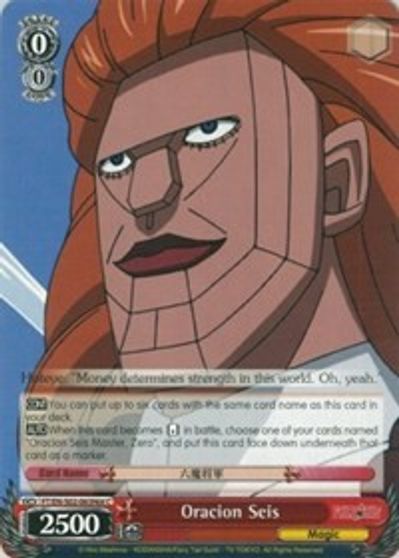 0
0
Hoteye: "Money determines strength in this world. Oh, yeah.
CONT You can put up to six cards with the same card name as this card in
your deck.
AUTO When this card becomes in battle, choose one of your cards named
"Oracion Seis Master, Zero", and put this card face down underneath that
card as a marker.
Card Name 六魔将軍
2500
Oracion Seis
Magic